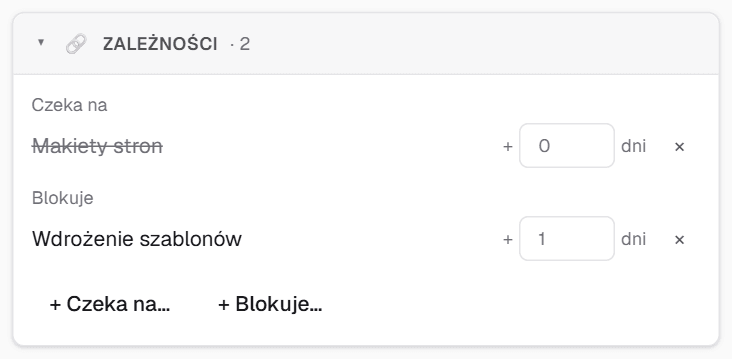 ▼ 🔗 ZALEŻNOŚCI · 2
Czeka na
Makiety stron + 0 dni ×
Blokuje
Wdrożenie szablonów + 1 dni ×
+ Czeka na... + Blokuje...